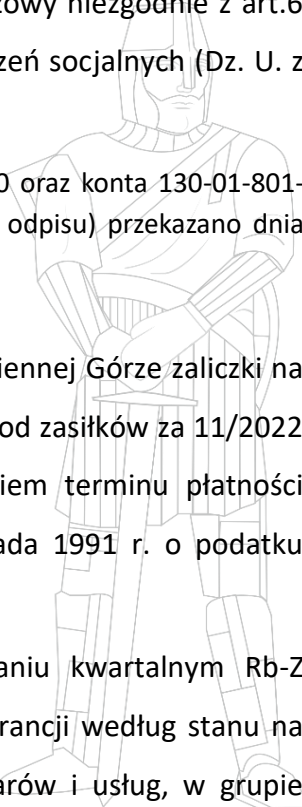 zowy niezgodnie z art.6
zeń socjalnych (Dz. U. z
0 oraz konta 130-01-801-
odpisu) przekazano dnia
iennej Górze zaliczki na
od zasiłków za 11/2022
iem terminu płatności
ada 1991 r. o podatku
aniu kwartalnym Rb-Z
rancji według stanu na
arów i usług, w grupie